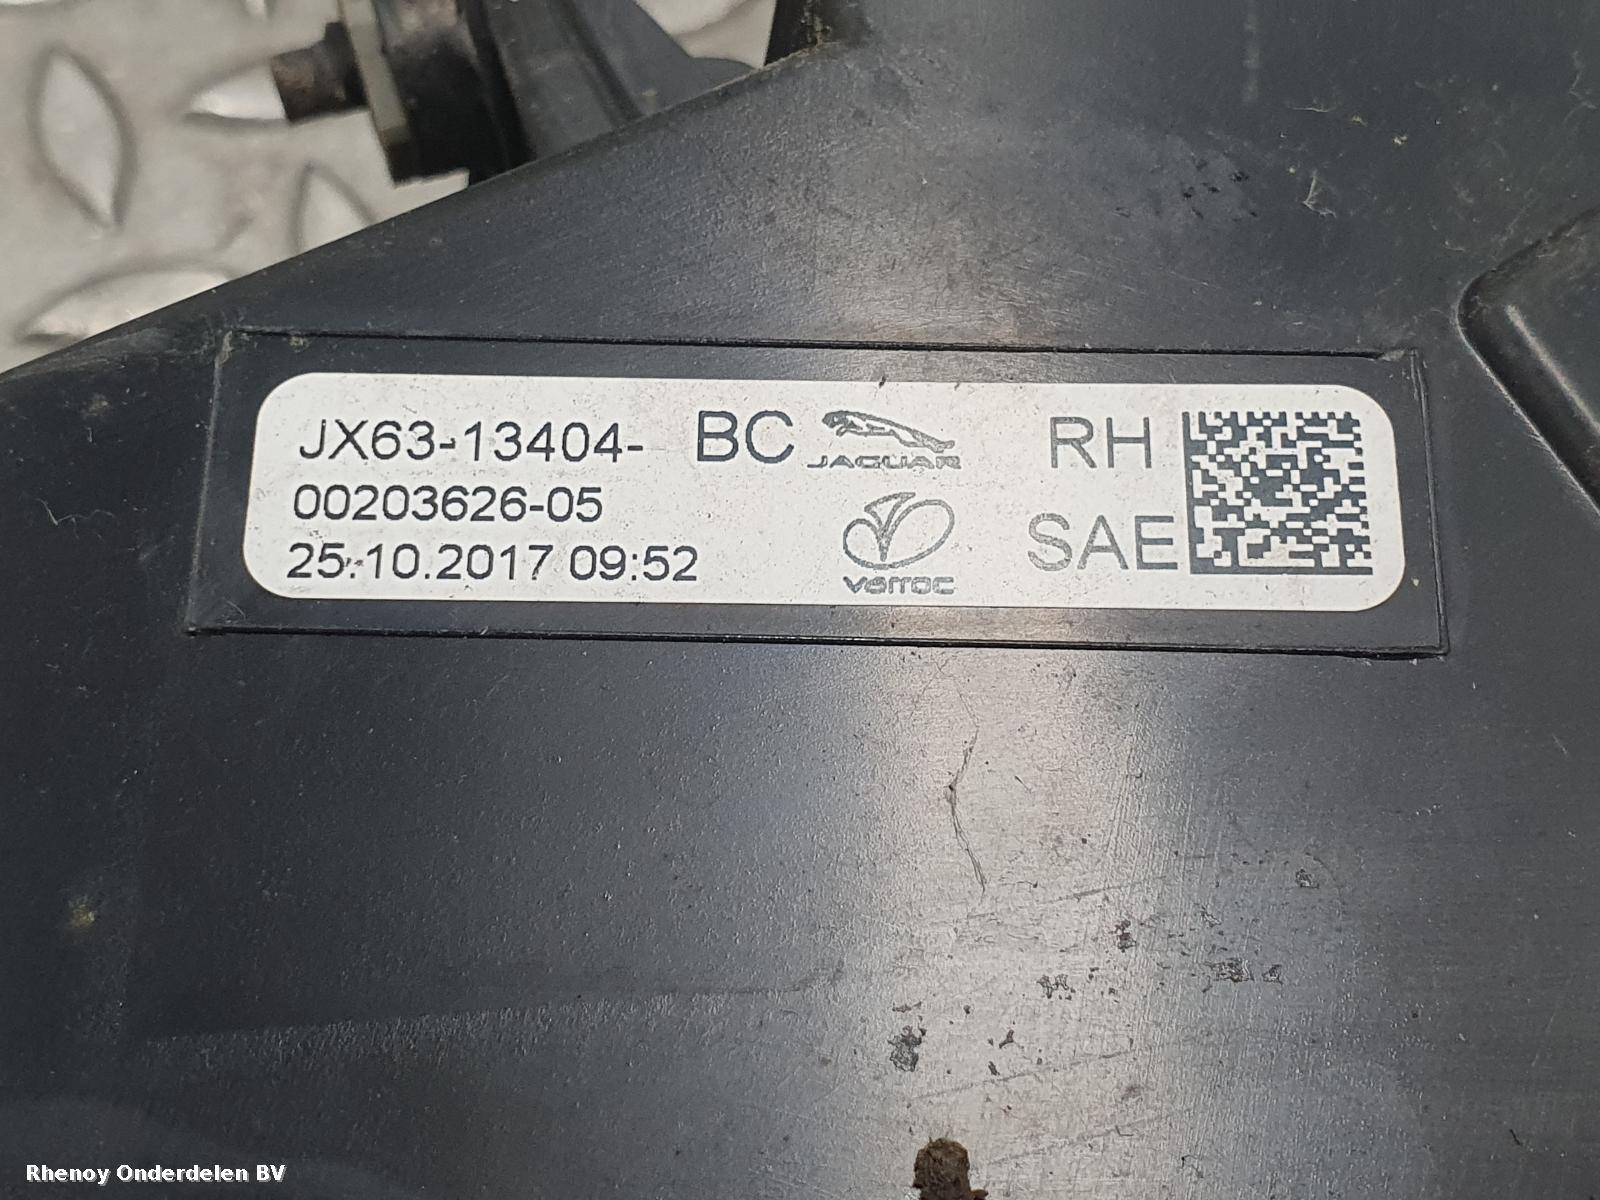 JX63-13404- BC JAGUAR RH
00203626-05
25.10.2017 09:52 varroc SAE
Rhenoy Onderdelen BV